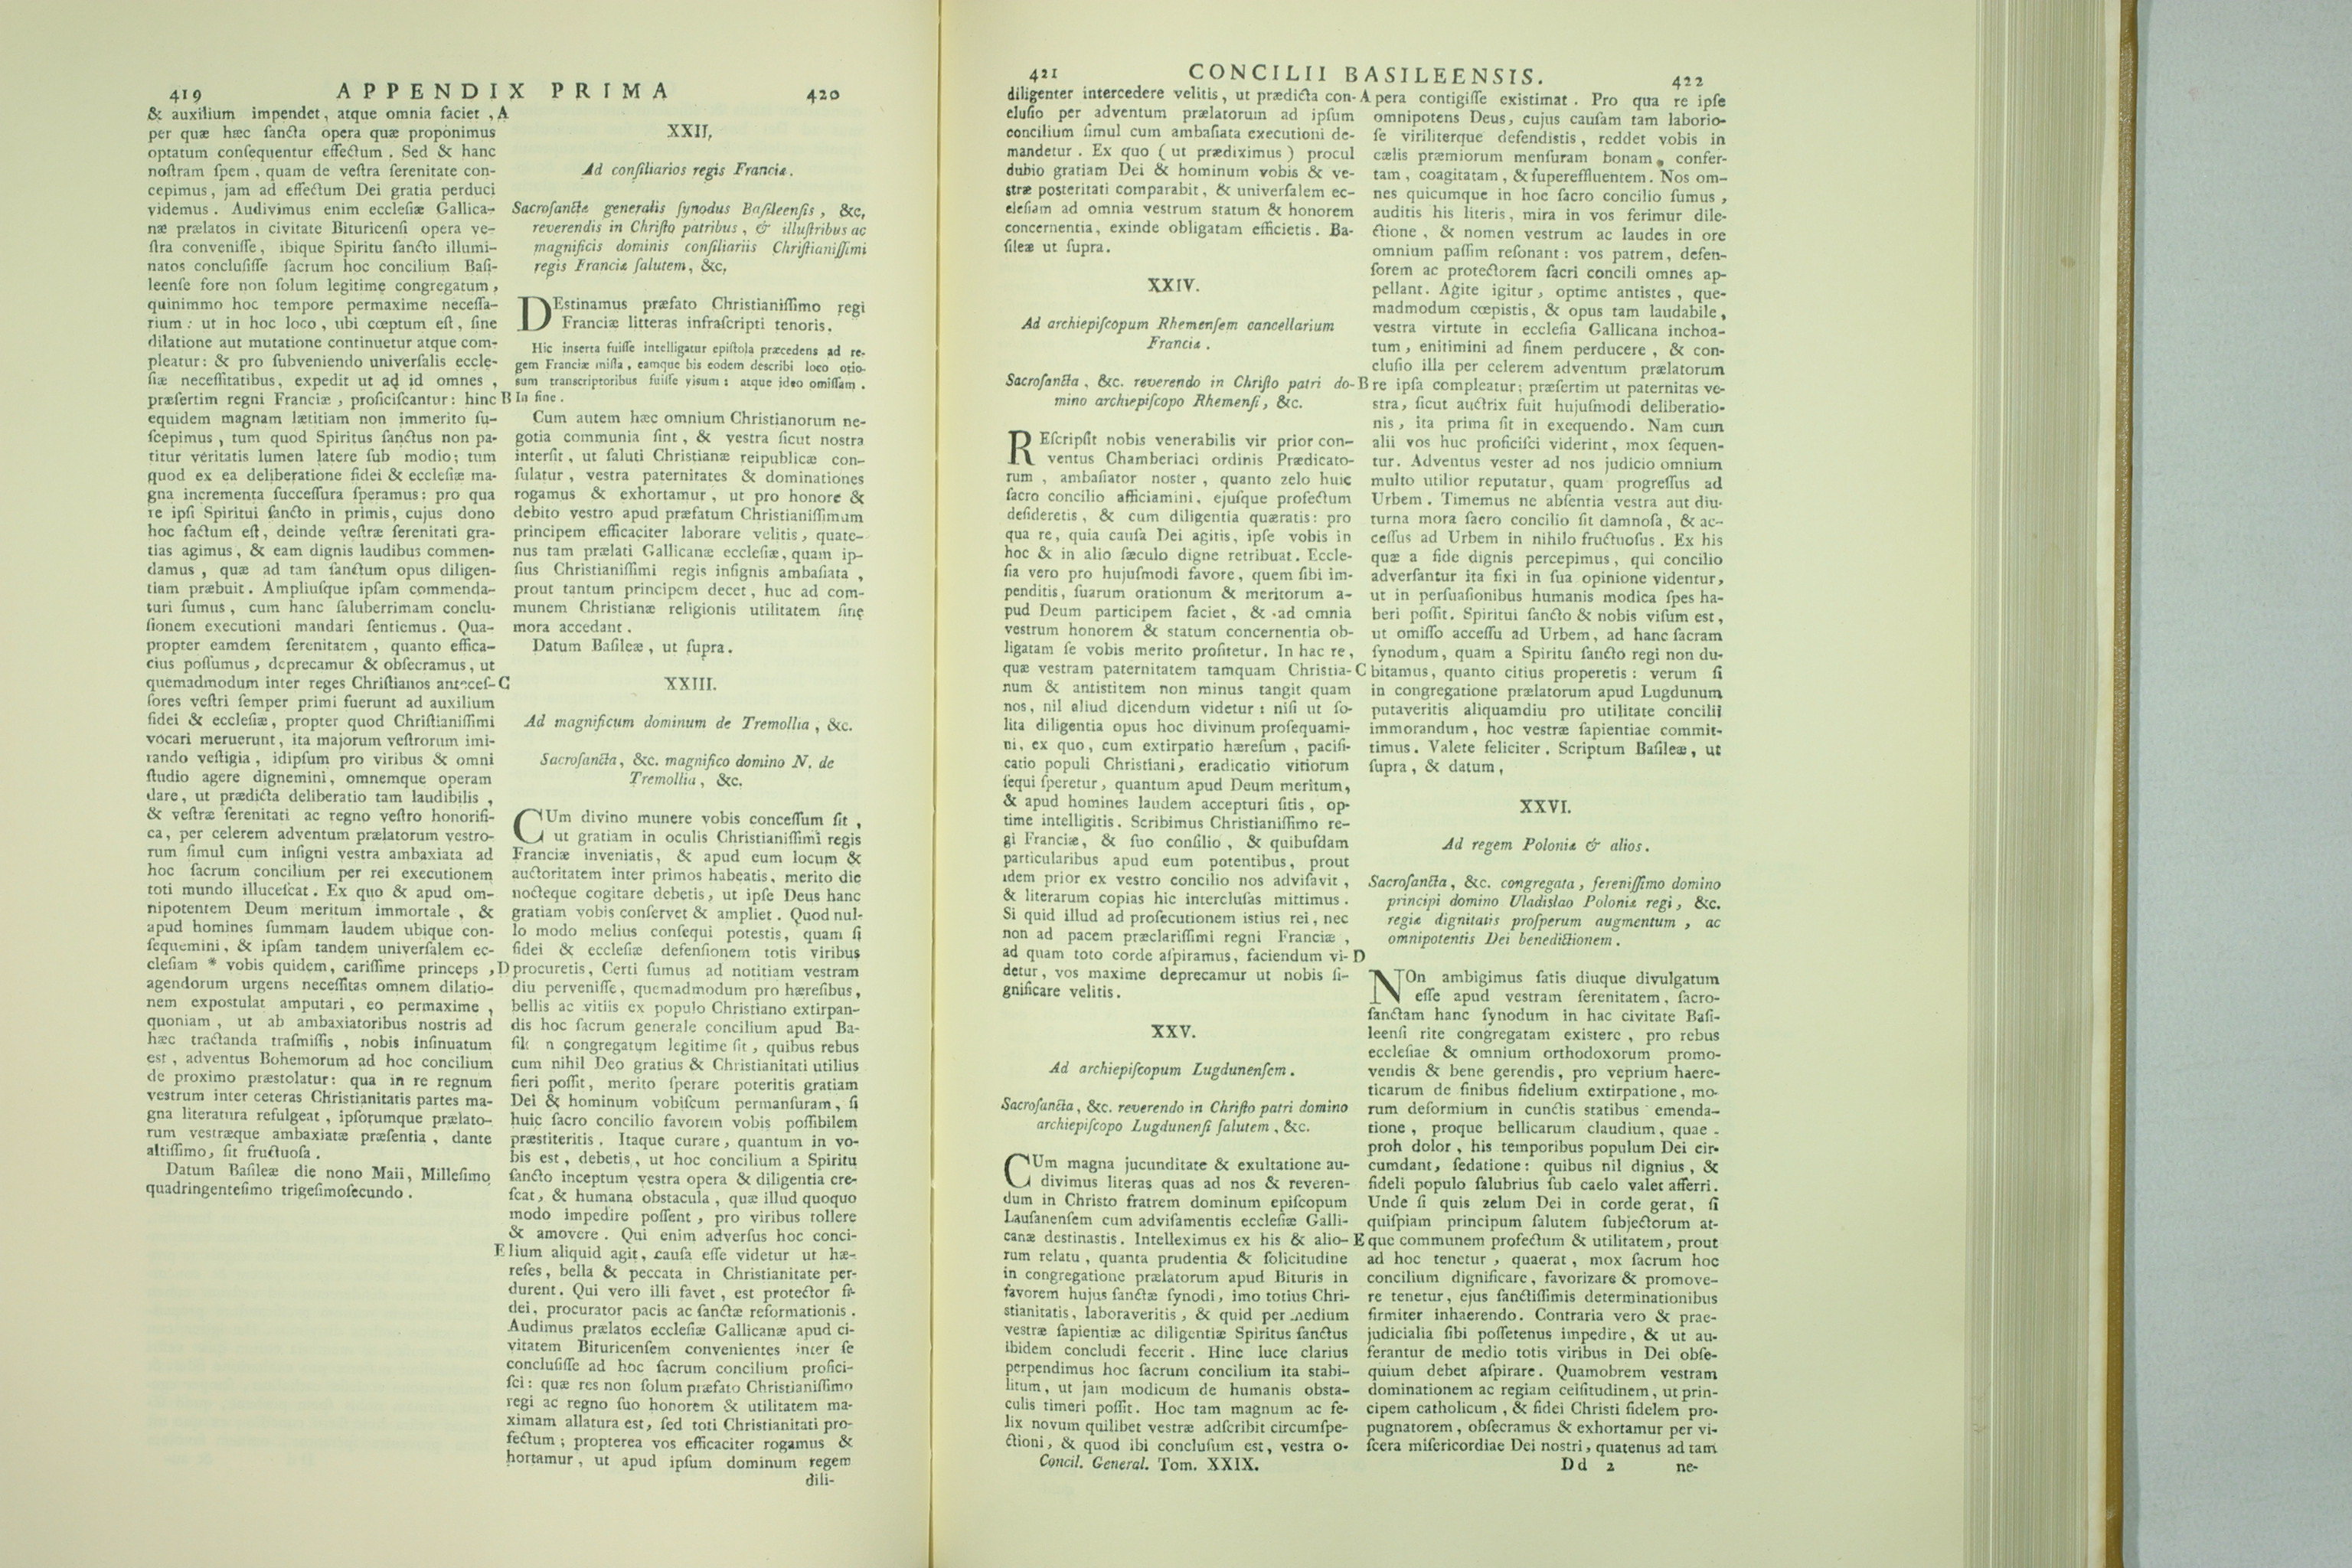 419 APPENDIX PRIMA 420
& auxilium impendet, atque omnia faciet, A
per quæ hæc ſancta opera quæ proponimus
optatum conſequentur effectum. Sed & hanc
noſtram ſpem, quam de veſtra ſerenitate con-
cepimus, jam ad effectum Dei gratia perduci
videmus. Audivimus enim eccleſiæ Gallica-
næ prælatos in civitate Bituricenſi opera ve-
ſtra conveniſſe, ibique Spiritu ſancto illumi-
natos concluſiſſe ſacrum hoc concilium Baſi-
leenſe fore non ſolum legitime congregatum,
quinimmo hoc tempore permaxime neceſſa-
rium: ut in hoc loco, ubi cœptum eſt, ſine
dilatione aut mutatione continuetur atque com-
pleatur: & pro ſubveniendo univerſalis eccle-
ſiæ neceſſitatibus, expedit ut ad id omnes,
præſertim regni Franciæ, proficiſcantur: hinc B
equidem magnam lætitiam non immerito ſu-
ſcepimus, tum quod Spiritus ſanctus non pa-
titur veritatis lumen latere ſub modio; tum
quod ex ea deliberatione fidei & eccleſiæ ma-
gna incrementa ſucceſſura ſperamus: pro qua
re ipſi Spiritui ſancto in primis, cujus dono
hoc factum eſt, deinde veſtræ ſerenitati gra-
tias agimus, & eam dignis laudibus commen-
damus, quæ ad tam ſanctum opus diligen-
tiam præbuit. Ampliuſque ipſam commenda-
turi ſumus, cum hanc ſaluberrimam conclu-
ſionem executioni mandari ſentiemus. Qua-
propter eamdem ſerenitatem, quanto effica-
cius poſſumus, deprecamur & obſecramus, ut
quemadmodum inter reges Chriſtianos anteceſ- C
ſores veſtri ſemper primi fuerunt ad auxilium
fidei & eccleſiæ, propter quod Chriſtianiſſimi
vocari meruerunt, ita majorum veſtrorum imi-
tando veſtigia, idipſum pro viribus & omni
ſtudio agere dignemini, omnemque operam
dare, ut prædicta deliberatio tam laudibilis,
& veſtræ ſerenitati ac regno veſtro honorifi-
ca, per celerem adventum prælatorum veſtro-
rum ſimul cum inſigni vestra ambaxiata ad
hoc ſacrum concilium per rei executionem
toti mundo illuceſcat. Ex quo & apud om-
nipotentem Deum meritum immortale, &
apud homines ſummam laudem ubique con-
ſequemini, & ipſam tandem univerſalem ec-
cleſiam * vobis quidem, cariſſime princeps, D
agendorum urgens neceſſitas omnem dilatio-
nem expostulat amputari, eo permaxime,
quoniam, ut ab ambaxiatoribus nostris ad
hæc tractanda traſmiſſis, nobis inſinuatum
est, adventus Bohemorum ad hoc concilium
de proximo præstolatur: qua in re regnum
vestrum inter ceteras Christianitatis partes ma-
gna literatura refulgeat, ipſorumque prælato-
rum vestræque ambaxiatæ præſentia, dante
altiſſimo, ſit fructuoſa.
Datum Baſileæ die nono Maii, Milleſimo
quadringenteſimo trigeſimoſecundo.
XXII,
Ad conſiliarios regis Franciæ.
Sacroſanctæ generalis ſynodus Baſileenſis, &c,
reverendis in Chriſto patribus, & illuſtribus ac
magnificis dominis conſiliariis Chriſtianiſſimi
regis Franciæ ſalutem, &c,
DEstinamus præfato Christianiſſimo regi
Franciæ litteras infraſcripti tenoris.
Hic inserta fuiſſe intelligatur epiſtola præcedens ad re-
gem Franciæ miſſa, eamque bis eodem deſcribi loco otio-
sum transcriptoribus fuiſſe viſum: atque ideo omiſſam.
In fine.
Cum autem hæc omnium Christianorum ne-
gotia communia ſint, & vestra ſicut nostra
interſit, ut ſaluti Christianæ reipublicæ con-
ſulatur, vestra paternitates & dominationes
rogamus & exhortamur, ut pro honore &
debito vestro apud præfatum Christianiſſimum
principem efficaciter laborare velitis, quate-
nus tam prælati Gallicanæ eccleſiæ, quam ip-
ſius Christianiſſimi regis inſignis ambaſiata,
prout tantum principem decet, huc ad com-
munem Christianæ religionis utilitatem ſine
mora accedant.
Datum Baſileæ, ut ſupra.
XXIII.
Ad magnificum dominum de Tremollia, &c.
Sacroſancta, &c. magnifico domino N. de
Tremollia, &c.
CUm divino munere vobis conceſſum ſit,
ut gratiam in oculis Christianiſſimi regis
Franciæ inveniatis, & apud eum locum &
auctoritatem inter primos habeatis, merito die
nocteque cogitare debetis, ut ipſe Deus hanc
gratiam vobis conſervet & ampliet. Quod nul-
lo modo melius conſequi potestis, quam ſi
fidei & eccleſiæ defenſionem totis viribus
procuretis, Certi ſumus ad notitiam vestram
diu perveniſſe, quemadmodum pro hæreſibus,
bellis ac vitiis ex populo Christiano extirpan-
dis hoc ſacrum generale concilium apud Ba-
ſile n congregatum legitime ſit, quibus rebus
cum nihil Deo gratius & Christianitati utilius
fieri poſſit, merito ſperare poteritis gratiam
Dei & hominum vobiſcum permanſuram, ſi
huic ſacro concilio favorem vobis poſſibilem
præstiteritis. Itaque curare, quantum in vo-
bis est, debetis, ut hoc concilium a Spiritu
ſancto inceptum vestra opera & diligentia cre-
ſcat, & humana obstacula, quæ illud quoquo
modo impedire poſſent, pro viribus tollere
& amovere. Qui enim adverſus hoc conci-
E lium aliquid agit, cauſa eſſe videtur ut hæ-
reſes, bella & peccata in Christianitate per-
durent. Qui vero illi favet, est protector fi-
dei, procurator pacis ac ſanctæ reformationis.
Audimus prælatos eccleſiæ Gallicanæ apud ci-
vitatem Bituricenſem convenientes inter ſe
concluſiſſe ad hoc ſacrum concilium profici-
ſci: quæ res non ſolum præfato Christianiſſimo
regi ac regno ſuo honorem & utilitatem ma-
ximam allatura est, ſed toti Christianitati pro-
fectum; propterea vos efficaciter rogamus &
hortamur, ut apud ipſum dominum regem
dili-
421 CONCILII BASILEENSIS. 422
diligenter intercedere velitis, ut prædicta con- A
cluſio per adventum prælatorum ad ipſum
concilium ſimul cum ambaſiata executioni de-
mandetur. Ex quo (ut prædiximus) procul
dubio gratiam Dei & hominum vobis & ve-
stræ posteritati comparabit, & univerſalem ec-
cleſiam ad omnia vestrum statum & honorem
concernentia, exinde obligatam efficietis. Ba-
ſileæ ut ſupra.
XXIV.
Ad archiepiſcopum Rhemenſem cancellarium
Franciæ.
Sacroſancta, &c. reverendo in Chriſto patri do- B
mino archiepiſcopo Rhemenſi, &c.
REſcripſit nobis venerabilis vir prior con-
ventus Chamberiaci ordinis Prædicato-
rum, ambaſiator noster, quanto zelo huic
ſacro concilio afficiamini, ejuſque profectum
deſideretis, & cum diligentia quæratis: pro
qua re, quia cauſa Dei agitis, ipſe vobis in
hoc & in alio ſæculo digne retribuat. Eccle-
ſia vero pro hujuſmodi favore, quem ſibi im-
penditis, ſuarum orationum & meritorum a-
pud Deum participem faciet, & ad omnia
vestrum honorem & statum concernentia ob-
ligatam ſe vobis merito profitetur. In hac re,
quæ vestram paternitatem tamquam Christia- C
num & antistitem non minus tangit quam
nos, nil aliud dicendum videtur: niſi ut ſo-
lita diligentia opus hoc divinum proſequami-
ni, ex quo, cum extirpatio hæreſum, pacifi-
catio populi Christiani, eradicatio vitiorum
ſequi ſperetur, quantum apud Deum meritum,
& apud homines laudem accepturi ſitis, op-
time intelligitis. Scribimus Christianiſſimo re-
gi Franciæ, & ſuo conſilio, & quibuſdam
particularibus apud eum potentibus, prout
idem prior ex vestro concilio nos adviſavit,
& literarum copias hic intercluſas mittimus.
Si quid illud ad proſecutionem istius rei, nec
non ad pacem præclariſſimi regni Franciæ,
ad quam toto corde aſpiramus, faciendum vi- D
detur, vos maxime deprecamur ut nobis ſi-
gnificare velitis.
XXV.
Ad archiepiſcopum Lugdunenſem.
Sacroſancta, &c. reverendo in Chriſto patri domino
archiepiſcopo Lugdunenſi ſalutem, &c.
CUm magna jucunditate & exultatione au-
divimus literas quas ad nos & reveren-
dum in Christo fratrem dominum epiſcopum
Lauſanenſem cum adviſamentis eccleſiæ Galli-
canæ destinastis. Intelleximus ex his & alio- E
rum relatu, quanta prudentia & ſolicitudine
in congregatione prælatorum apud Bituris in
favorem hujus ſanctæ ſynodi, imo totius Chri-
stianitatis, laboraveritis, & quid per medium
vestræ ſapientiæ ac diligentiæ Spiritus ſanctus
ibidem concludi fecerit. Hinc luce clarius
perpendimus hoc ſacrum concilium ita stabi-
litum, ut jam modicum de humanis obsta-
culis timeri poſſit. Hoc tam magnum ac fe-
lix novum quilibet vestræ adſcribit circumſpe-
ctioni, & quod ibi concluſum est, vestra o-
Concil. General. Tom. XXIX.
pera contigiſſe existimat. Pro qua re ipſe
omnipotens Deus, cujus cauſam tam laborio-
ſe viriliterque defendistis, reddet vobis in
cælis præmiorum menſuram bonam, confer-
tam, coagitatam, & ſupereffluentem. Nos om-
nes quicumque in hoc ſacro concilio ſumus,
auditis his literis, mira in vos ferimur dile-
ctione, & nomen vestrum ac laudes in ore
omnium paſſim reſonant: vos patrem, defen-
ſorem ac protectorem ſacri concili omnes ap-
pellant. Agite igitur, optime antistes, que-
madmodum cœpistis, & opus tam laudabile,
vestra virtute in eccleſia Gallicana inchoa-
tum, enitimini ad finem perducere, & con-
cluſio illa per celerem adventum prælatorum
re ipſa compleatur; præſertim ut paternitas ve-
stra, ſicut auctrix fuit hujuſmodi deliberatio-
nis, ita prima ſit in exequendo. Nam cum
alii vos huc proficiſci viderint, mox ſequen-
tur. Adventus vester ad nos judicio omnium
multo utilior reputatur, quam progreſſus ad
Urbem. Timemus ne abſentia vestra aut diu-
turna mora ſacro concilio ſit damnoſa, & ac-
ceſſus ad Urbem in nihilo fructuoſus. Ex his
quæ a fide dignis percepimus, qui concilio
adverſantur ita fixi in ſua opinione videntur,
ut in perſuaſionibus humanis modica ſpes ha-
beri poſſit. Spiritui ſancto & nobis viſum est,
ut omiſſo acceſſu ad Urbem, ad hanc ſacram
ſynodum, quam a Spiritu ſancto regi non du-
bitamus, quanto citius properetis: verum ſi
in congregatione prælatorum apud Lugdunum
putaveritis aliquamdiu pro utilitate concilii
immorandum, hoc vestræ ſapientiae commit-
timus. Valete feliciter. Scriptum Baſileæ, ut
ſupra, & datum,
XXVI.
Ad regem Poloniæ & alios.
Sacroſancta, &c. congregata, ſereniſſimo domino
principi domino Uladislao Poloniæ regi, &c.
regiæ dignitatis proſperum augmentum, ac
omnipotentis Dei benedictionem.
NOn ambigimus ſatis diuque divulgatum
eſſe apud vestram ſerenitatem, ſacro-
ſanctam hanc ſynodum in hac civitate Baſi-
leenſi rite congregatam existere, pro rebus
eccleſiae & omnium orthodoxorum promo-
vendis & bene gerendis, pro veprium haere-
ticarum de finibus fidelium extirpatione, mo-
rum deformium in cunctis statibus emenda-
tione, proque bellicarum claudium, quae
proh dolor, his temporibus populum Dei cir-
cumdant, ſedatione: quibus nil dignius, &
fideli populo ſalubrius ſub caelo valet afferri.
Unde ſi quis zelum Dei in corde gerat, ſi
quiſpiam principum ſalutem ſubjectorum at-
que communem profectum & utilitatem, prout
ad hoc tenetur, quaerat, mox ſacrum hoc
concilium dignificare, favorizare & promove-
re tenetur, ejus ſanctiſſimis determinationibus
firmiter inhaerendo. Contraria vero & prae-
judicialia ſibi poſſetenus impedire, & ut au-
ferantur de medio totis viribus in Dei obſe-
quium debet aſpirare. Quamobrem vestram
dominationem ac regiam celſitudinem, ut prin-
cipem catholicum, & fidei Christi fidelem pro-
pugnatorem, obſecramus & exhortamur per vi-
ſcera miſericordiae Dei nostri, quatenus ad tam
Dd 2 ne-